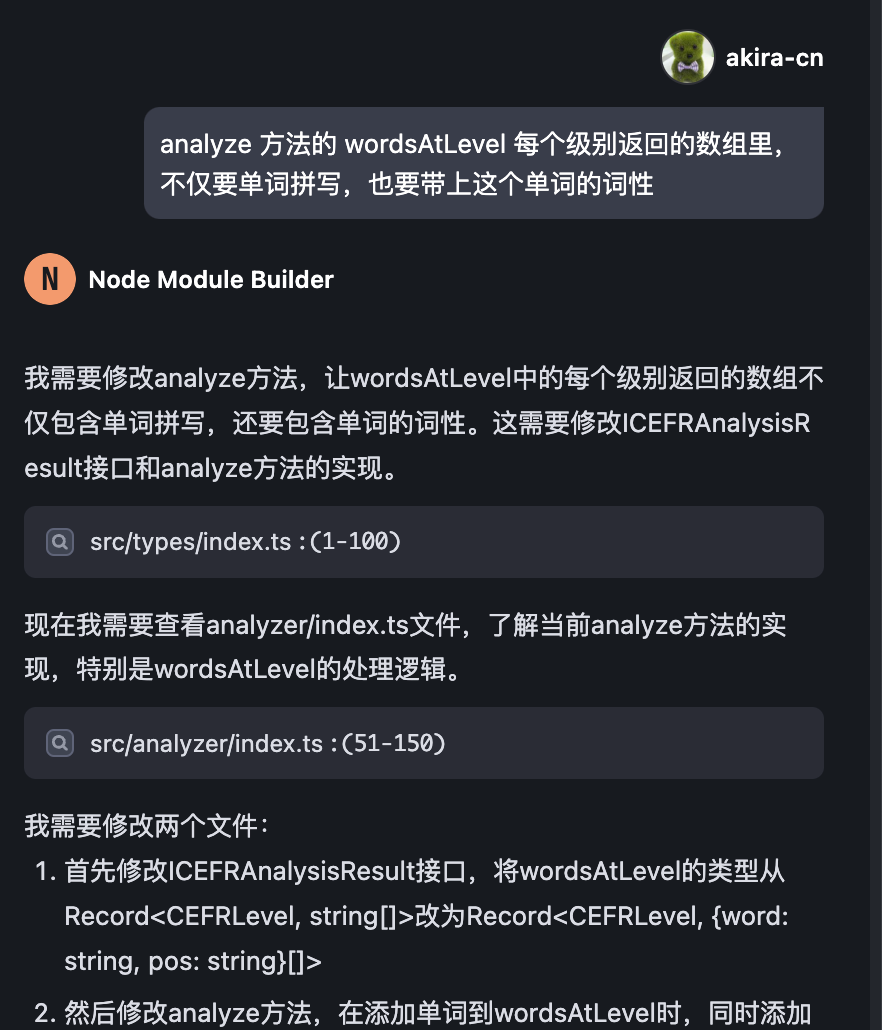 akira-cn
analyze 方法的 wordsAtLevel 每个级别返回的数组里，
不仅要单词拼写，也要带上这个单词的词性
N
Node Module Builder
我需要修改analyze方法，让wordsAtLevel中的每个级别返回的数组不
仅包含单词拼写，还要包含单词的词性。这需要修改ICEFRAnalysisR
esult接口和analyze方法的实现。
src/types/index.ts :(1-100)
现在我需要查看analyzer/index.ts文件，了解当前analyze方法的实
现，特别是wordsAtLevel的处理逻辑。
src/analyzer/index.ts :(51-150)
我需要修改两个文件：
1. 首先修改ICEFRAnalysisResult接口，将wordsAtLevel的类型从
Record<CEFRLevel, string[]>改为Record<CEFRLevel, {word:
string, pos: string}[]>
2. 然后修改analyze方法，在添加单词到wordsAtLevel时，同时添加